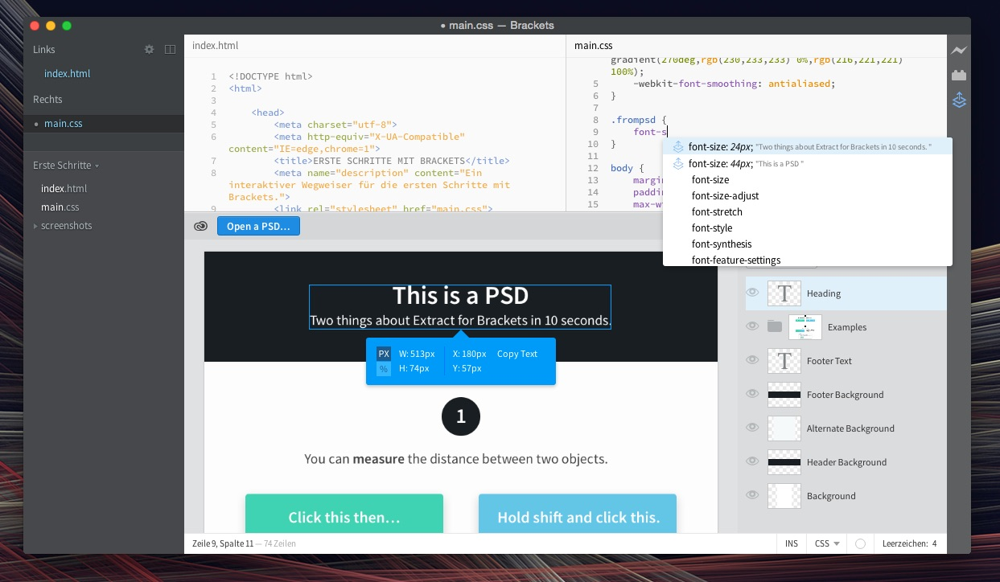 ● main.css — Brackets
Links
index.html
Rechts
● main.css
Erste Schritte
index.html
main.css
screenshots
index.html
1 <!DOCTYPE html>
2 <html>
3
4 <head>
5 <meta charset="utf-8">
6 <meta http-equiv="X-UA-Compatible"
content="IE=edge,chrome=1">
7 <title>ERSTE SCHRITTE MIT BRACKETS</title>
8 <meta name="description" content="Ein
interaktiver Wegweiser für die ersten Schritte mit
Brackets.">
9 <link rel="stylesheet" href="main.css">
main.css
gradient(270deg,rgb(230,233,233) 0%,rgb(216,221,221)
100%);
5 -webkit-font-smoothing: antialiased;
6 }
7
8 .frompsd {
9 font-s
10 }
11
12 body {
13 margin
14 paddin
15 max-w
font-size: 24px; "Two things about Extract for Brackets in 10 seconds. "
font-size: 44px; "This is a PSD "
font-size
font-size-adjust
font-stretch
font-style
font-synthesis
font-feature-settings
Open a PSD…
This is a PSD
Two things about Extract for Brackets in 10 seconds.
PX W: 513px X: 180px Copy Text
% H: 74px Y: 57px
1
You can measure the distance between two objects.
Click this then…
Hold shift and click this.
T Heading
Examples
T Footer Text
Footer Background
Alternate Background
Header Background
Background
Zeile 9, Spalte 11 — 74 Zeilen
INS CSS Leerzeichen: 4